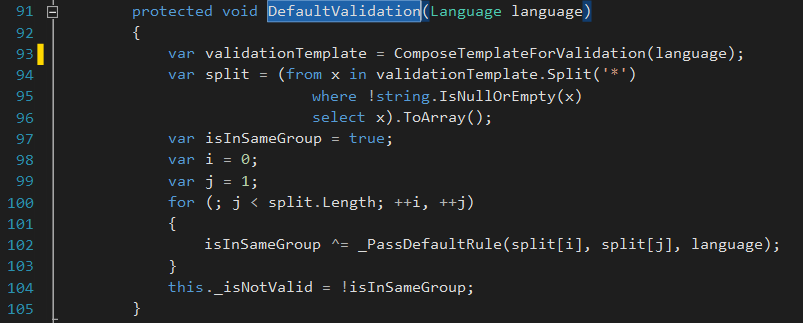 91 protected void DefaultValidation(Language language)
92 {
93 var validationTemplate = ComposeTemplateForValidation(language);
94 var split = (from x in validationTemplate.Split('*')
95 where !string.IsNullOrEmpty(x)
96 select x).ToArray();
97 var isInSameGroup = true;
98 var i = 0;
99 var j = 1;
100 for (; j < split.Length; ++i, ++j)
101 {
102 isInSameGroup ^= _PassDefaultRule(split[i], split[j], language);
103 }
104 this._isNotValid = !isInSameGroup;
105 }